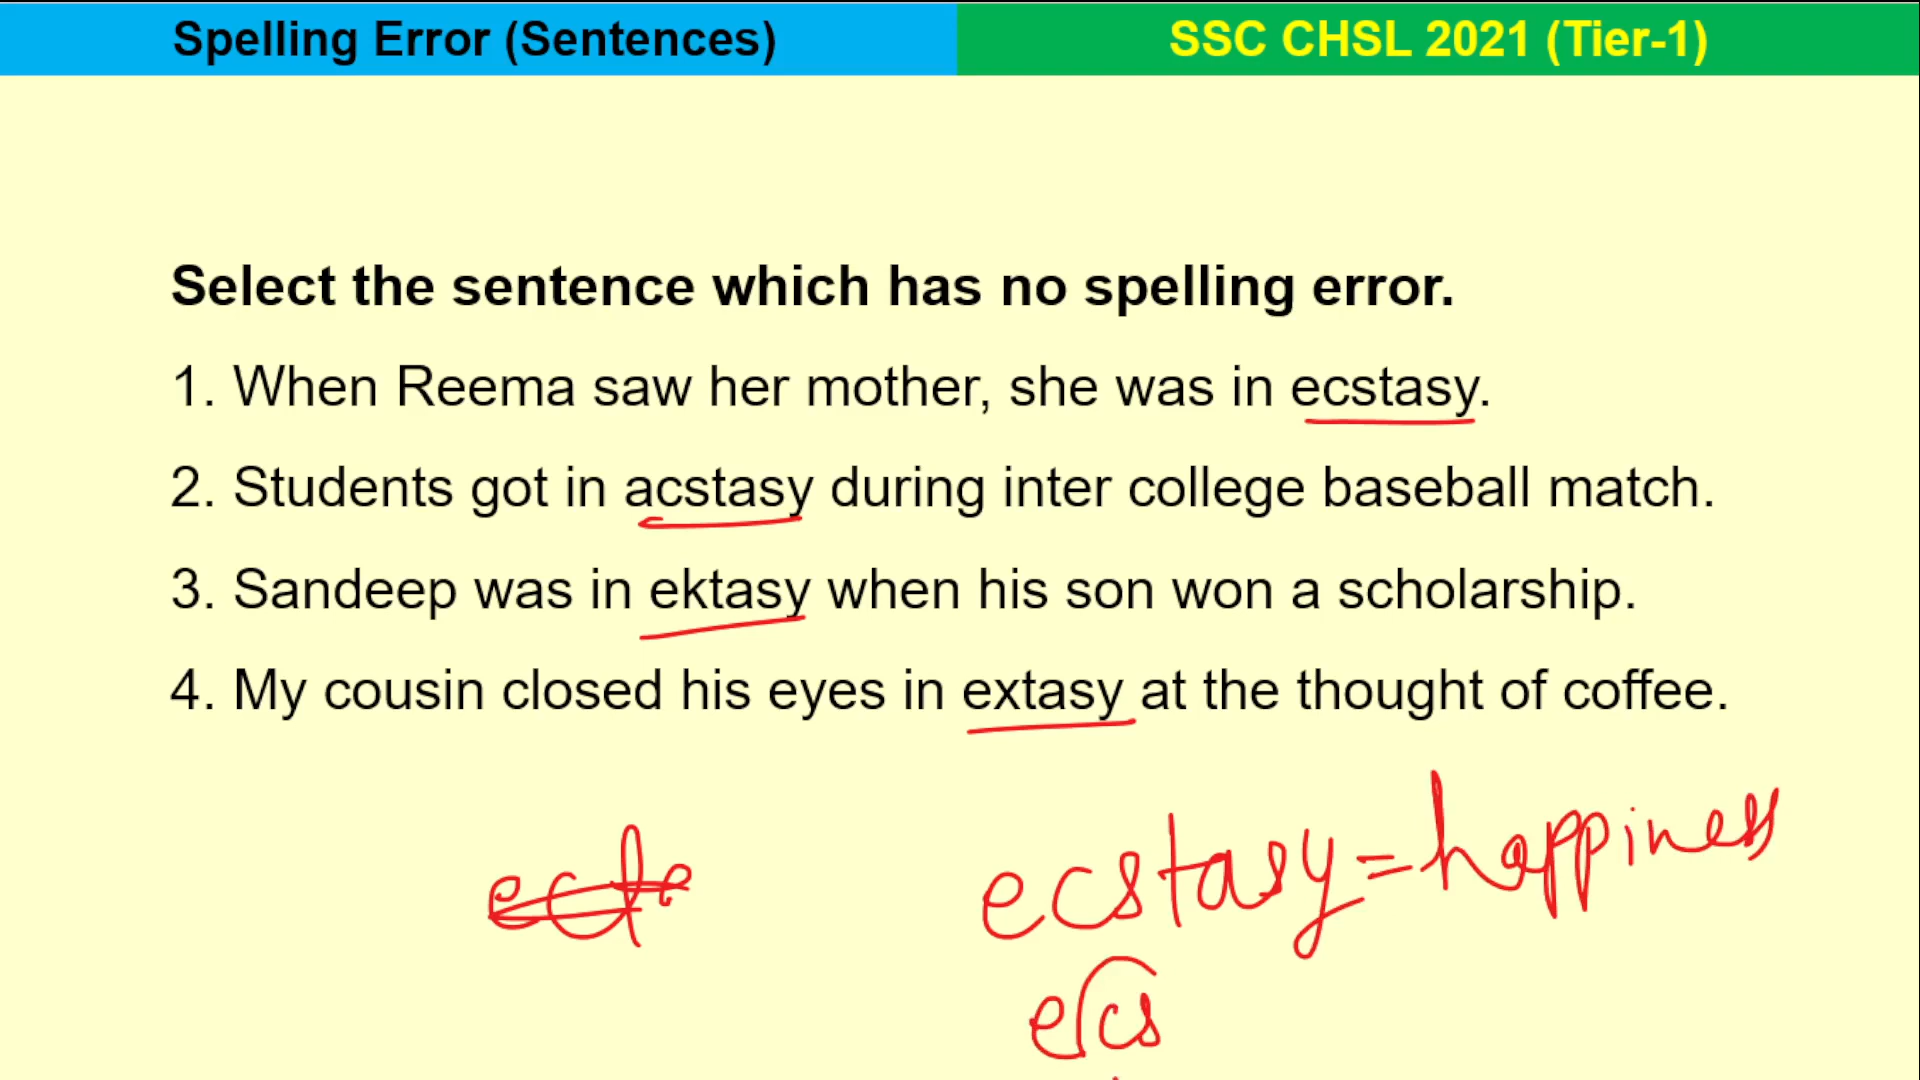 Spelling Error (Sentences) SSC CHSL 2021 (Tier-1)
Select the sentence which has no spelling error.
1. When Reema saw her mother, she was in ecstasy.
2. Students got in acstasy during inter college baseball match.
3. Sandeep was in ektasy when his son won a scholarship.
4. My cousin closed his eyes in extasy at the thought of coffee.
ecstasy = happiness
ecs